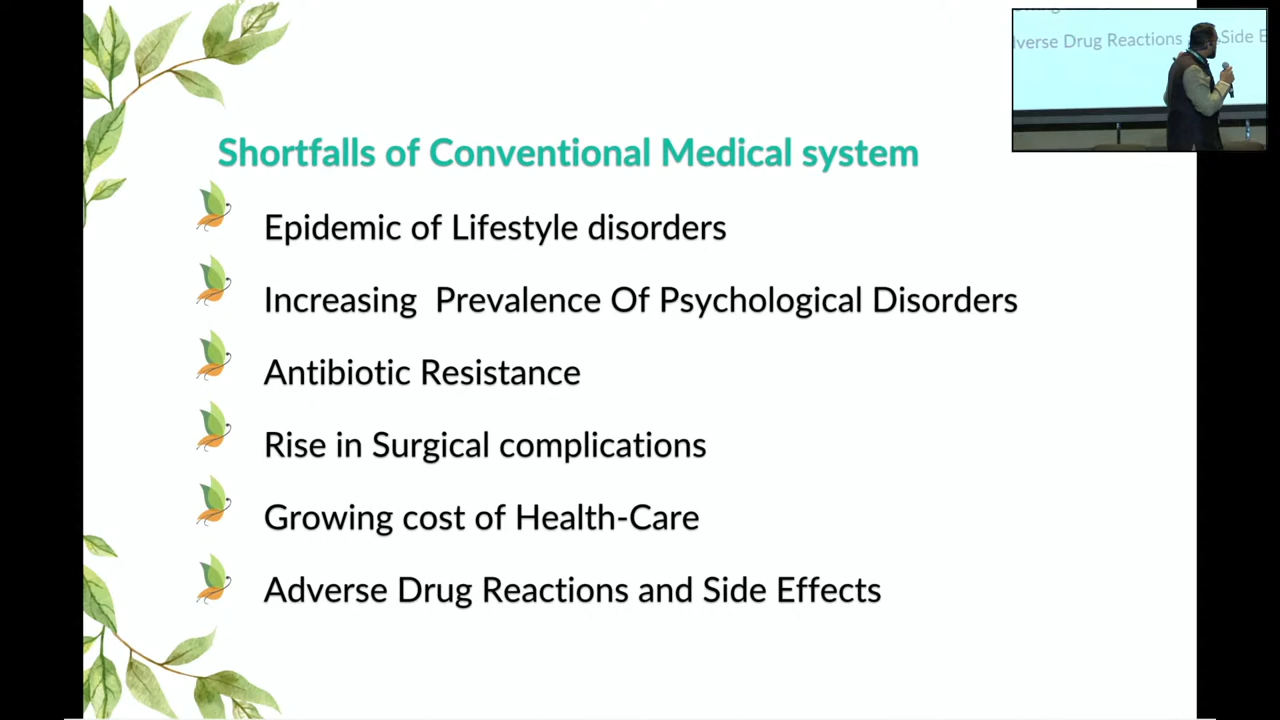 Shortfalls of Conventional Medical system
Epidemic of Lifestyle disorders
Increasing Prevalence Of Psychological Disorders
Antibiotic Resistance
Rise in Surgical complications
Growing cost of Health-Care
Adverse Drug Reactions and Side Effects
Drug Reactions
Side